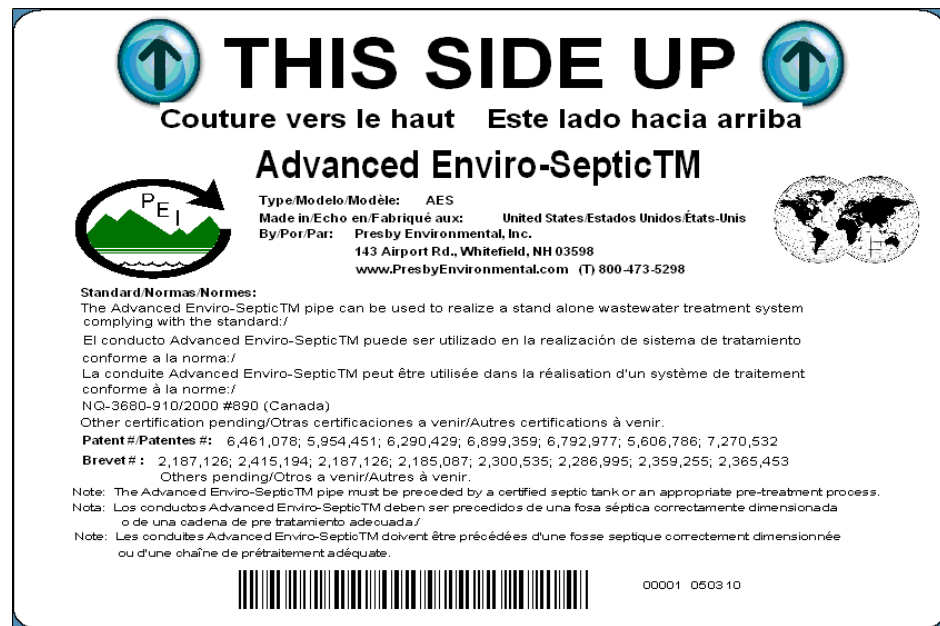 THIS SIDE UP
Couture vers le haut Este lado hacia arriba
Advanced Enviro-SepticTM
PEI
Type/Modelo/Modèle: AES
Made in/Echo en/Fabriqué aux: United States/Estados Unidos/États-Unis
By/Por/Par: Presby Environmental, Inc.
143 Airport Rd., Whitefield, NH 03598
www.PresbyEnvironmental.com (T) 800-473-5298
Standard/Normas/Normes:
The Advanced Enviro-SepticTM pipe can be used to realize a stand alone wastewater treatment system
complying with the standard:/
El conducto Advanced Enviro-SepticTM puede ser utilizado en la realización de sistema de tratamiento
conforme a la norma:/
La conduite Advanced Enviro-SepticTM peut être utilisée dans la réalisation d'un système de traitement
conforme à la norme:/
NQ-3680-910/2000 #890 (Canada)
Other certification pending/Otras certificaciones a venir/Autres certifications à venir.
Patent #/Patentes #: 6,461,078; 5,954,451; 6,290,429; 6,899,359; 6,792,977; 5,606,786; 7,270,532
Brevet # : 2,187,126; 2,415,194; 2,187,126; 2,185,087; 2,300,535; 2,286,995; 2,359,255; 2,365,453
Others pending/Otros a venir/Autres à venir.
Note: The Advanced Enviro-SepticTM pipe must be preceded by a certified septic tank or an appropriate pre-treatment process.
Nota: Los conductos Advanced Enviro-SepticTM deben ser precedidos de una fosa séptica correctamente dimensionada
o de una cadena de pre tratamiento adecuada./
Note: Les conduites Advanced Enviro-SepticTM doivent être précédées d'une fosse septique correctement dimensionnée
ou d'une chaîne de prétraitement adéquate.
00001 050310